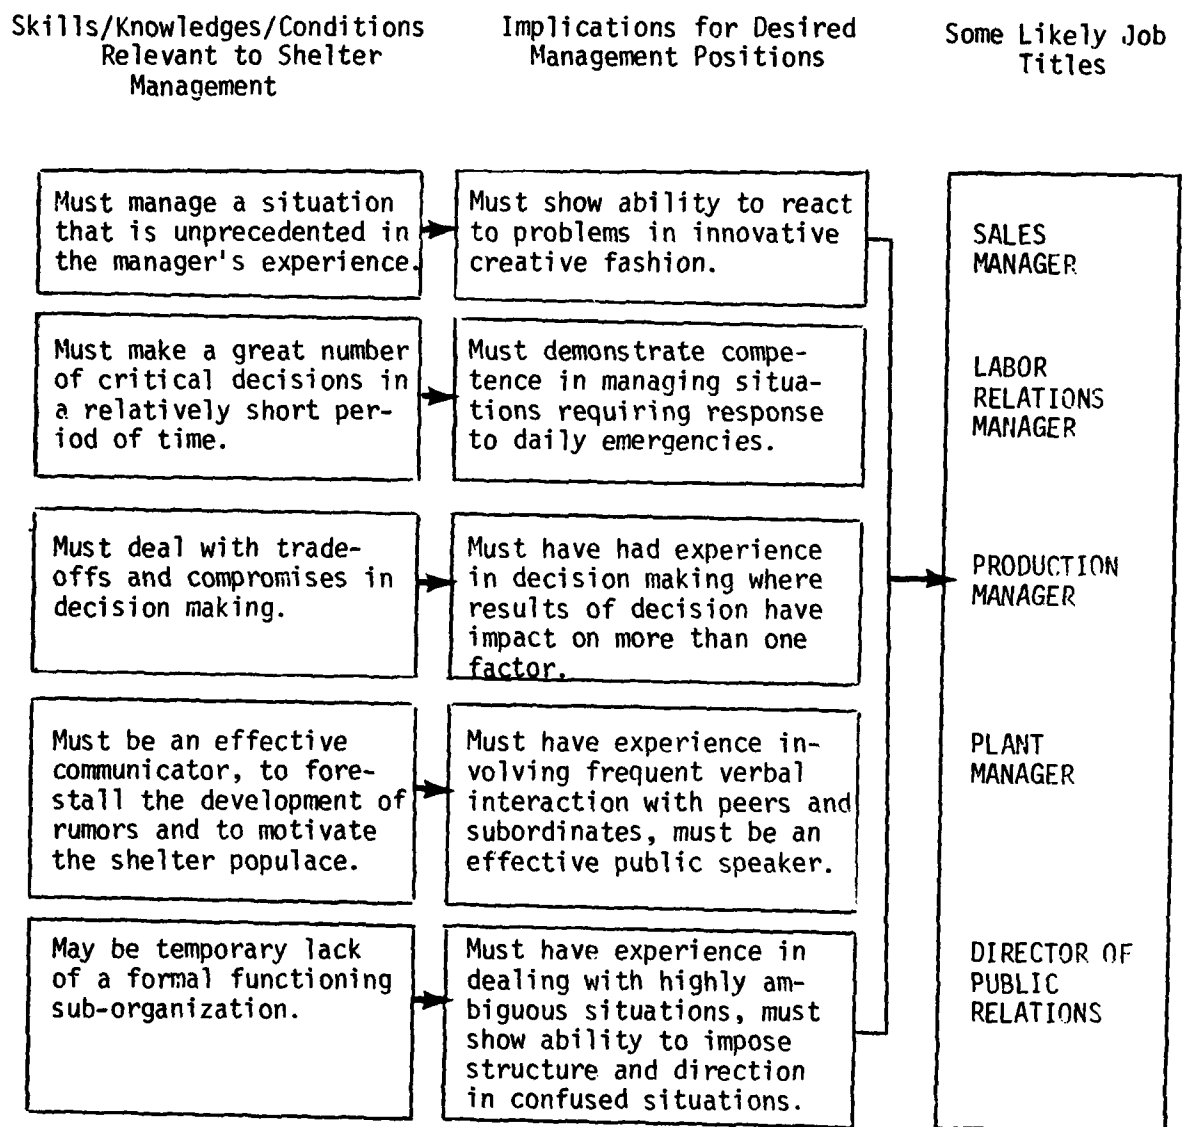 Skills/Knowledges/Conditions
Relevant to Shelter
Management
Implications for Desired
Management Positions
Some Likely Job
Titles
Must manage a situation
that is unprecedented in
the manager's experience.
Must show ability to react
to problems in innovative
creative fashion.
Must make a great number
of critical decisions in
a relatively short per-
iod of time.
Must demonstrate compe-
tence in managing situa-
tions requiring response
to daily emergencies.
Must deal with trade-
offs and compromises in
decision making.
Must have had experience
in decision making where
results of decision have
impact on more than one
factor.
Must be an effective
communicator, to fore-
stall the development of
rumors and to motivate
the shelter populace.
Must have experience in-
volving frequent verbal
interaction with peers and
subordinates, must be an
effective public speaker.
May be temporary lack
of a formal functioning
sub-organization.
Must have experience in
dealing with highly am-
biguous situations, must
show ability to impose
structure and direction
in confused situations.
SALES
MANAGER
LABOR
RELATIONS
MANAGER
PRODUCTION
MANAGER
PLANT
MANAGER
DIRECTOR OF
PUBLIC
RELATIONS